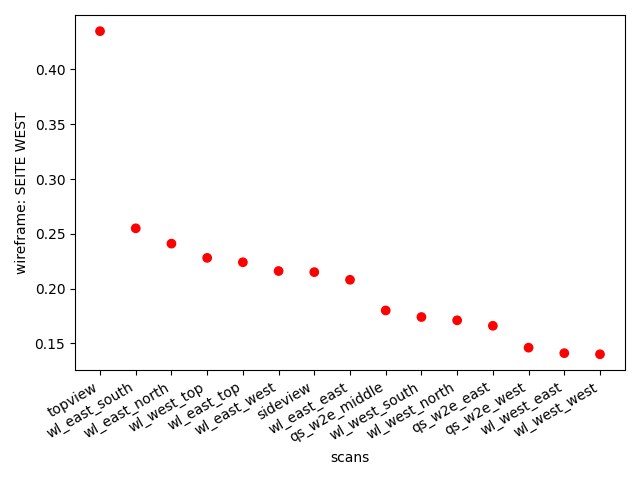 0.40
0.35
0.30
0.25
0.20
0.15
wireframe: SEITE WEST
topview
wl_east_south
wl_east_north
wl_west_top
wl_east_top
wl_east_west
sideview
wl_east_east
qs_w2e_middle
wl_west_south
wl_west_north
qs_w2e_east
qs_w2e_west
wl_west_east
wl_west_west
scans